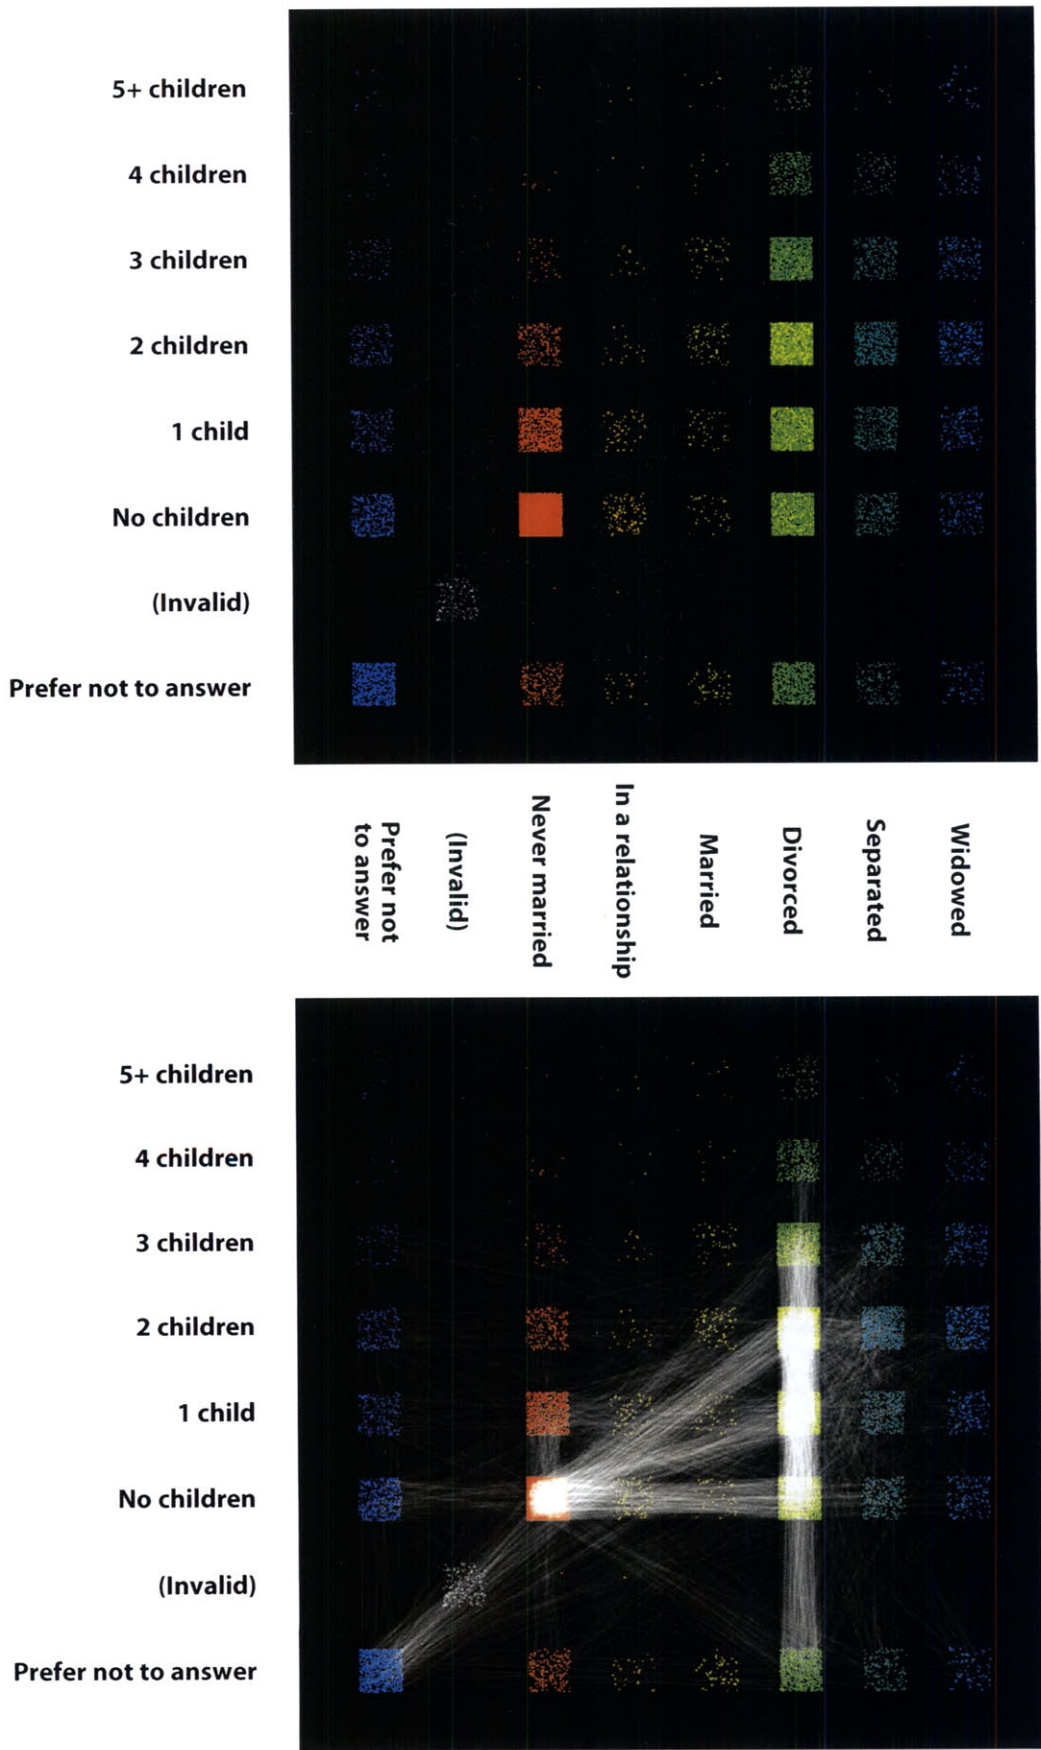 5+ children
4 children
3 children
2 children
1 child
No children
(Invalid)
Prefer not to answer
Prefer not
to answer
(Invalid)
Never married
In a relationship
Married
Divorced
Separated
Widowed
5+ children
4 children
3 children
2 children
1 child
No children
(Invalid)
Prefer not to answer